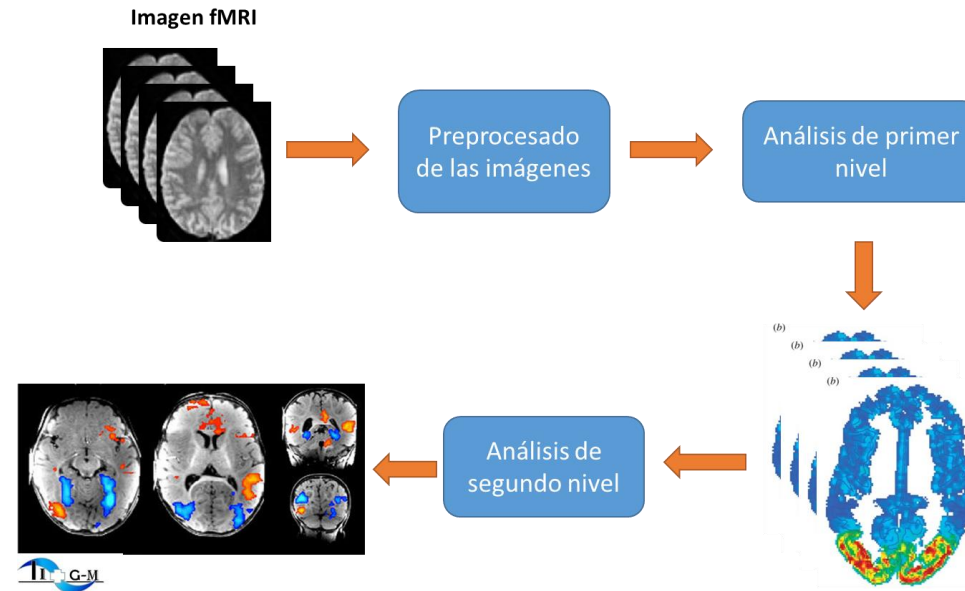 Imagen fMRI
Preprocesado
de las imágenes
Análisis de primer
nivel
(b)
(b)
(b)
(b)
Análisis de
segundo nivel
G-M